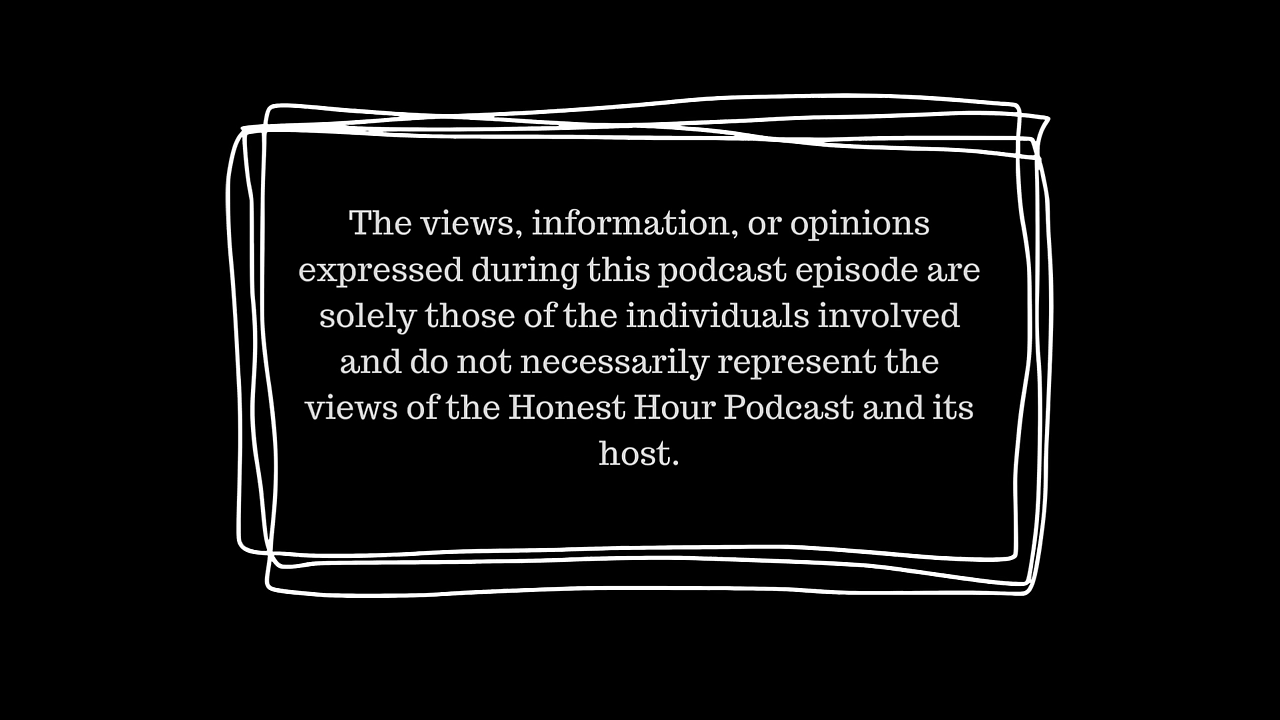 The views, information, or opinions
expressed during this podcast episode are
solely those of the individuals involved
and do not necessarily represent the
views of the Honest Hour Podcast and its
host.